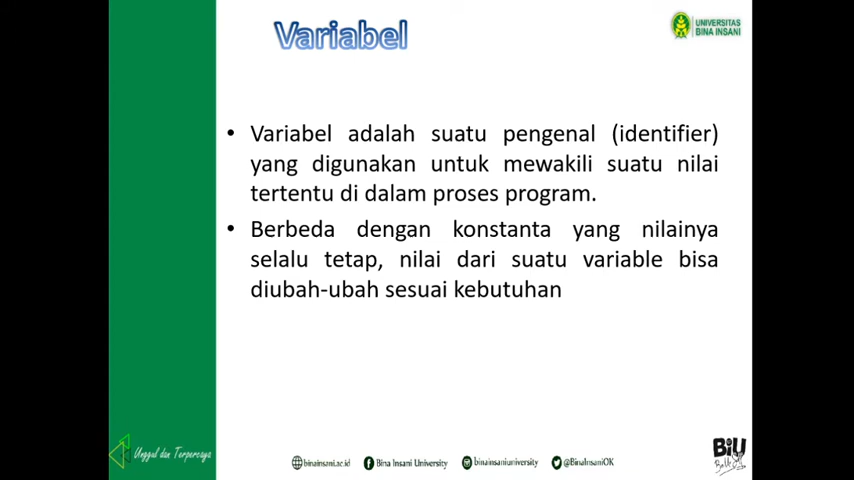 Variabel
UNIVERSITAS
BINA INSANI
• Variabel adalah suatu pengenal (identifier)
yang digunakan untuk mewakili suatu nilai
tertentu di dalam proses program.
• Berbeda dengan konstanta yang nilainya
selalu tetap, nilai dari suatu variable bisa
diubah-ubah sesuai kebutuhan
Unggul dan Terpercaya
binainsani.ac.id
Bina Insani University
binainsaniuniversity
@BinaInsaniOK
BiU